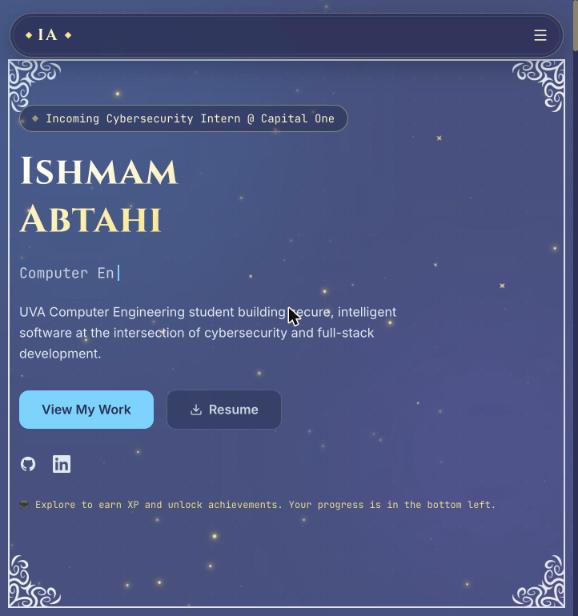 IA
Incoming Cybersecurity Intern @ Capital One
ISHMAM
ABTAHI
Computer En
UVA Computer Engineering student building secure, intelligent
software at the intersection of cybersecurity and full-stack
development.
View My Work
Resume
in
Explore to earn XP and unlock achievements. Your progress is in the bottom left.